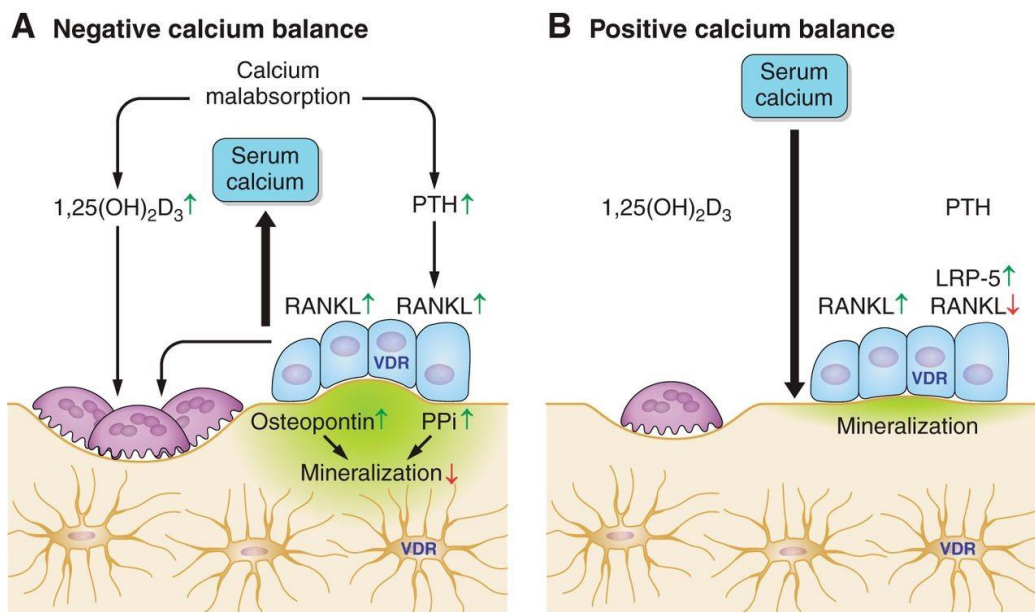 A Negative calcium balance
Calcium
malabsorption
Serum
calcium
1,25(OH)₂D₃↑
PTH↑
RANKL↑ RANKL↑
VDR
Osteopontin↑ PPi↑
Mineralization↓
VDR
B Positive calcium balance
Serum
calcium
1,25(OH)₂D₃
PTH
LRP-5↑
RANKL↑ RANKL↓
VDR
Mineralization
VDR